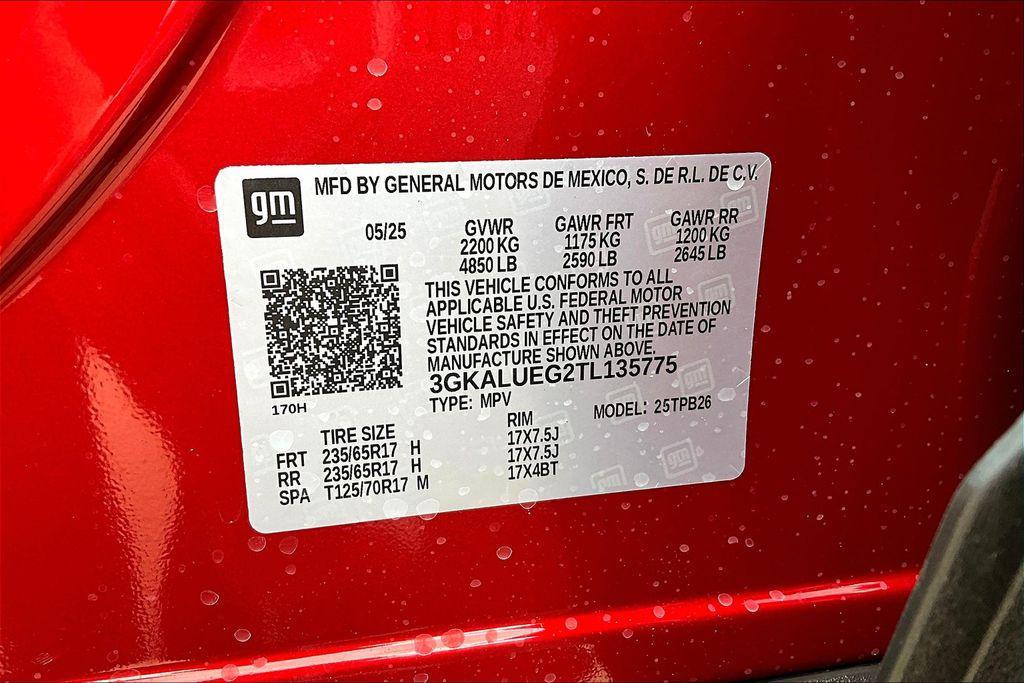 gm MFD BY GENERAL MOTORS DE MEXICO, S. DE R.L. DE C.V.
05/25 GVWR GAWR FRT GAWR RR
2200 KG 1175 KG 1200 KG
4850 LB 2590 LB 2645 LB
THIS VEHICLE CONFORMS TO ALL
APPLICABLE U.S. FEDERAL MOTOR
VEHICLE SAFETY AND THEFT PREVENTION
STANDARDS IN EFFECT ON THE DATE OF
MANUFACTURE SHOWN ABOVE.
3GKALUEG2TL135775
170H
TYPE: MPV MODEL: 25TPB26
TIRE SIZE RIM
FRT 235/65R17 H 17X7.5J
RR 235/65R17 H 17X7.5J
SPA T125/70R17 M 17X4BT